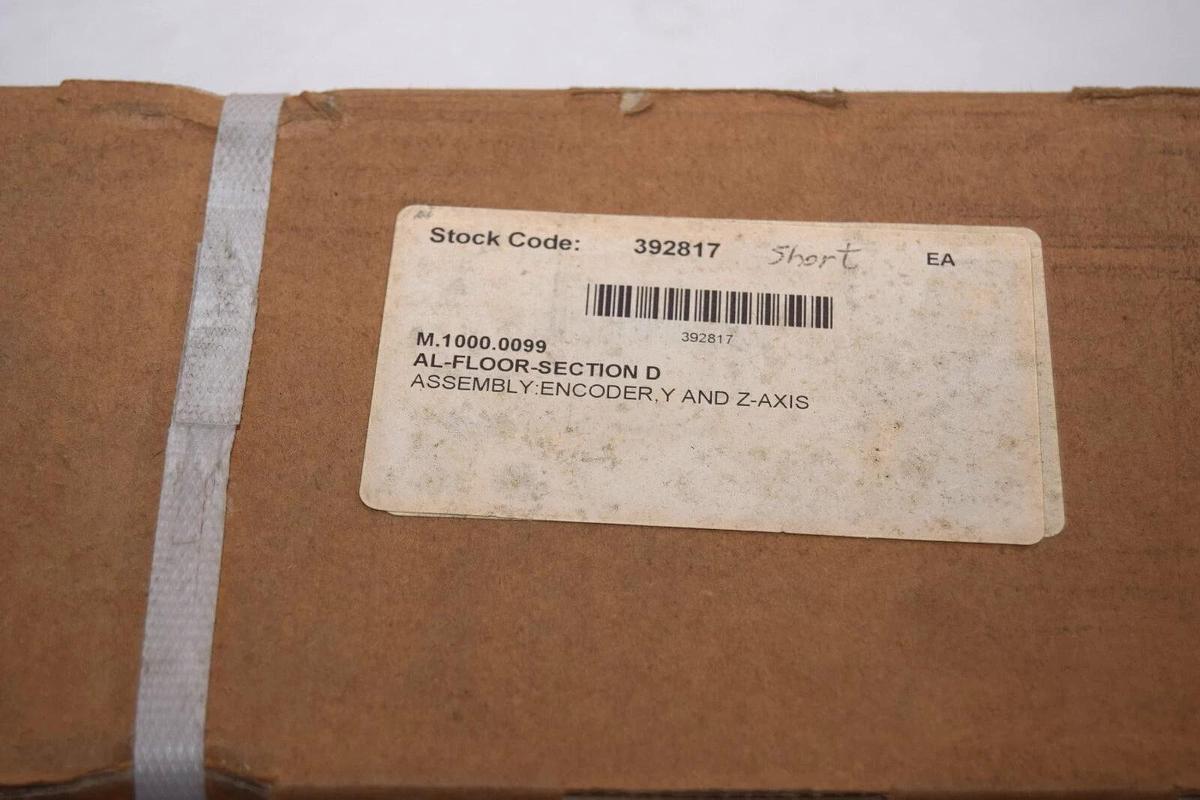 Stock Code: 392817 Short EA
392817
M.1000.0099
AL-FLOOR-SECTION D
ASSEMBLY:ENCODER,Y AND Z-AXIS